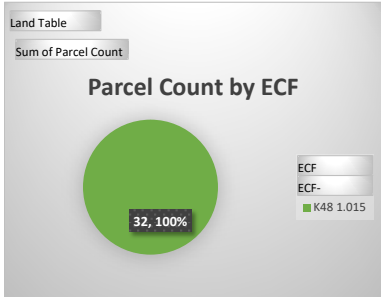 Land Table
Sum of Parcel Count
Parcel Count by ECF
32, 100%
ECF
ECF-
K48 1.015